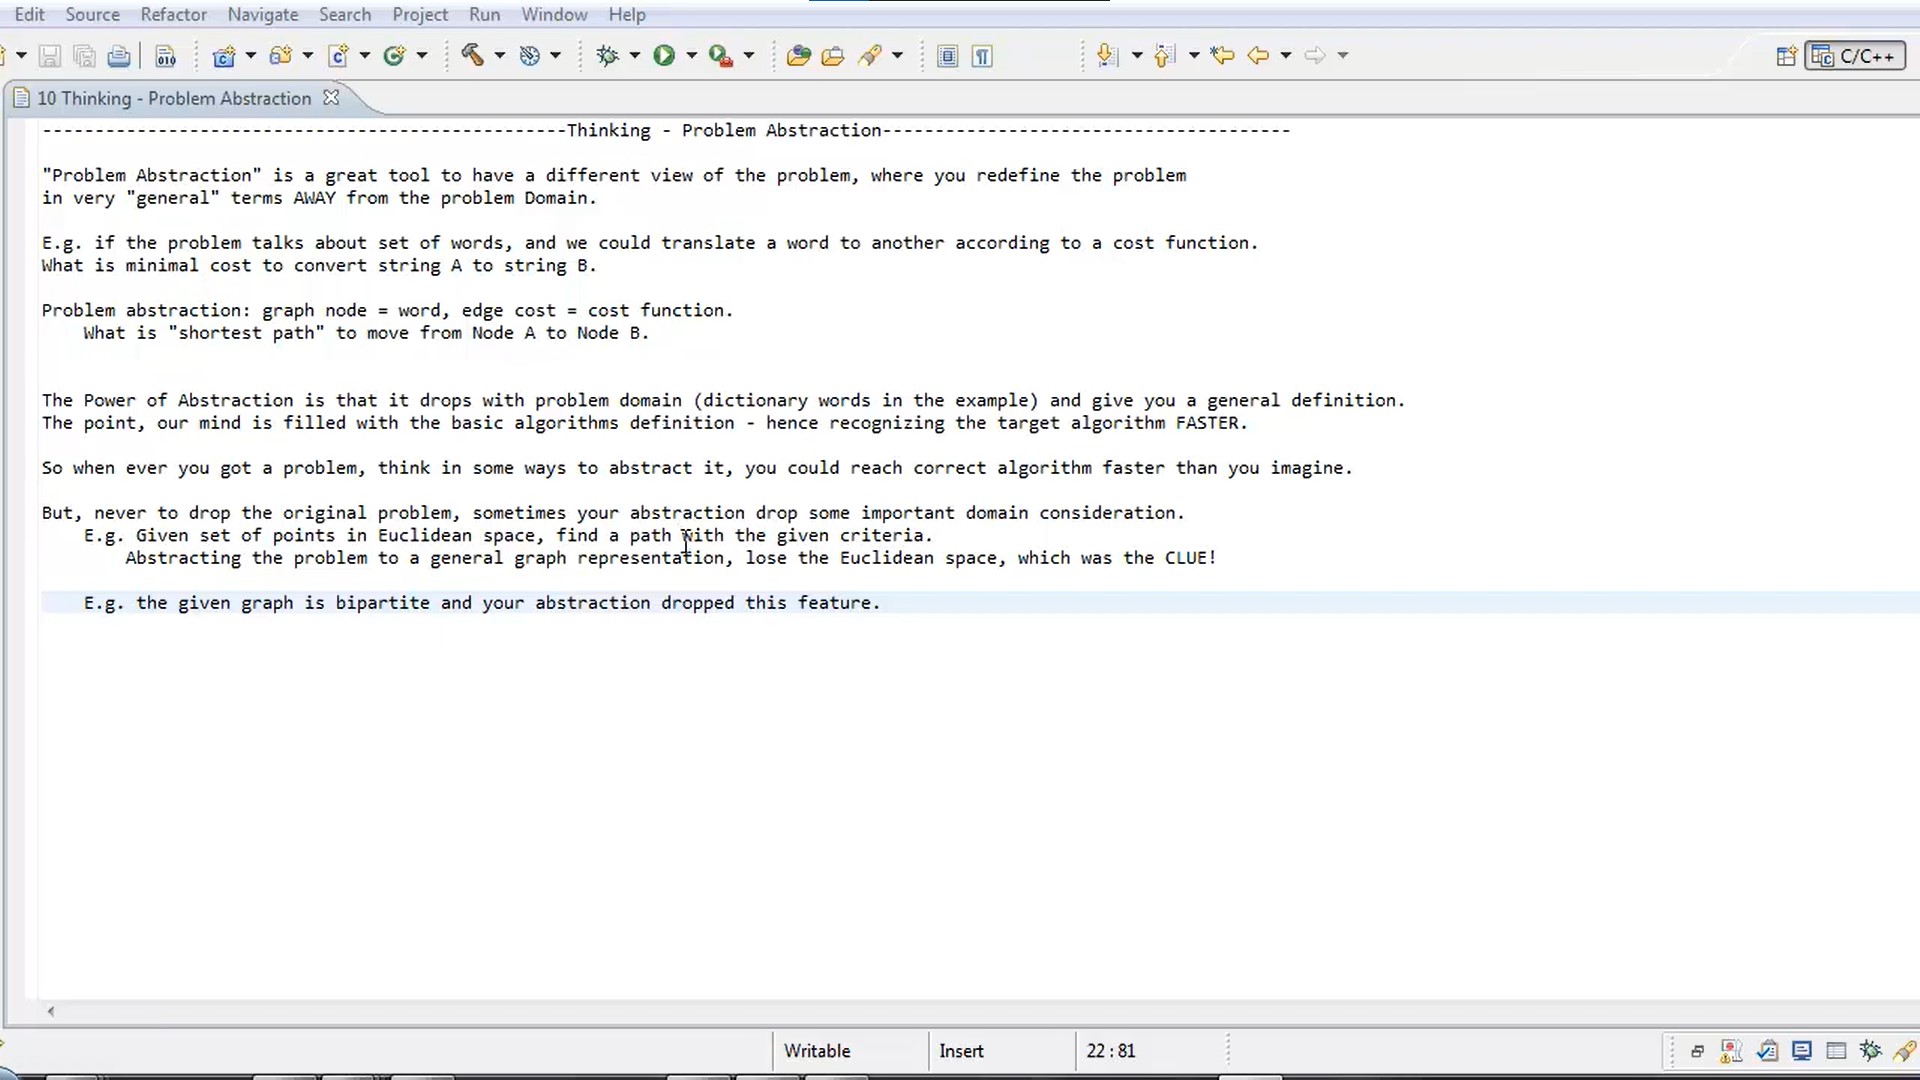 Edit Source Refactor Navigate Search Project Run Window Help
C/C++
10 Thinking - Problem Abstraction
--------------------------------------------------Thinking - Problem Abstraction---------------------------------------
"Problem Abstraction" is a great tool to have a different view of the problem, where you redefine the problem
in very "general" terms AWAY from the problem Domain.
E.g. if the problem talks about set of words, and we could translate a word to another according to a cost function.
What is minimal cost to convert string A to string B.
Problem abstraction: graph node = word, edge cost = cost function.
What is "shortest path" to move from Node A to Node B.
The Power of Abstraction is that it drops with problem domain (dictionary words in the example) and give you a general definition.
The point, our mind is filled with the basic algorithms definition - hence recognizing the target algorithm FASTER.
So when ever you got a problem, think in some ways to abstract it, you could reach correct algorithm faster than you imagine.
But, never to drop the original problem, sometimes your abstraction drop some important domain consideration.
E.g. Given set of points in Euclidean space, find a path with the given criteria.
Abstracting the problem to a general graph representation, lose the Euclidean space, which was the CLUE!
E.g. the given graph is bipartite and your abstraction dropped this feature.
Writable Insert 22 : 81